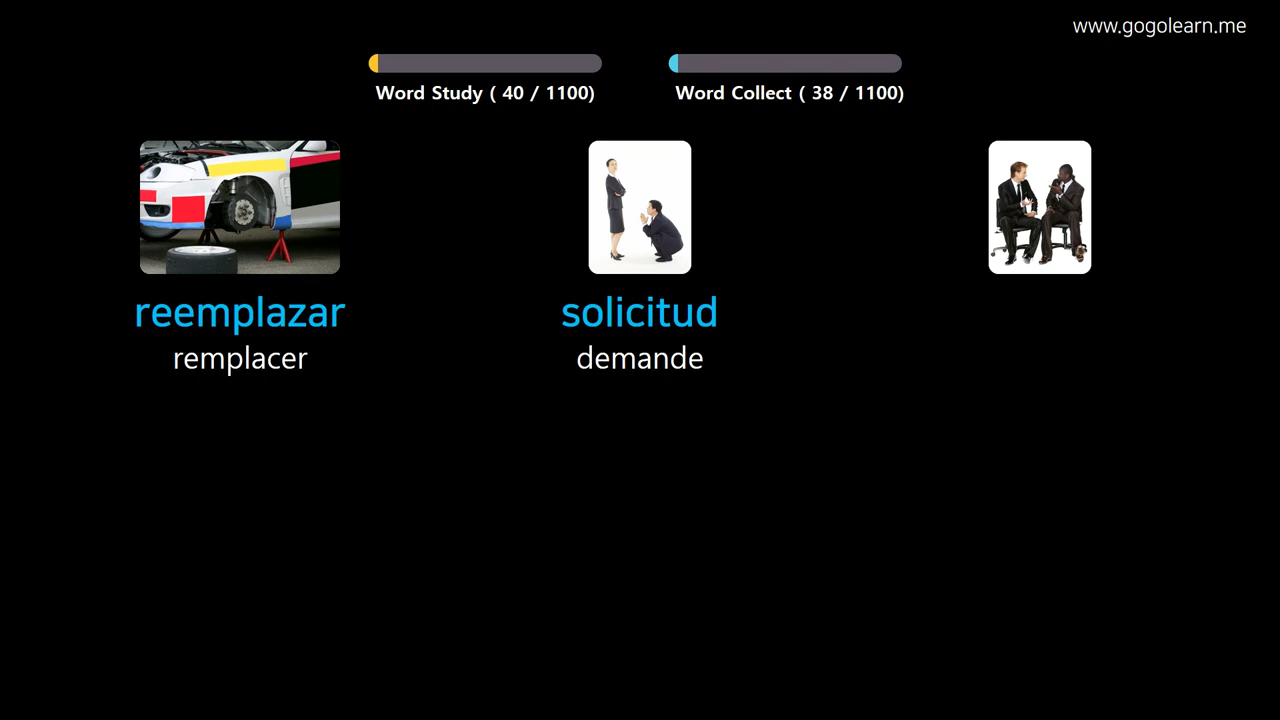 www.gogolearn.me
Word Study ( 40 / 1100)
Word Collect ( 38 / 1100)
reemplazar
remplacer
solicitud
demande